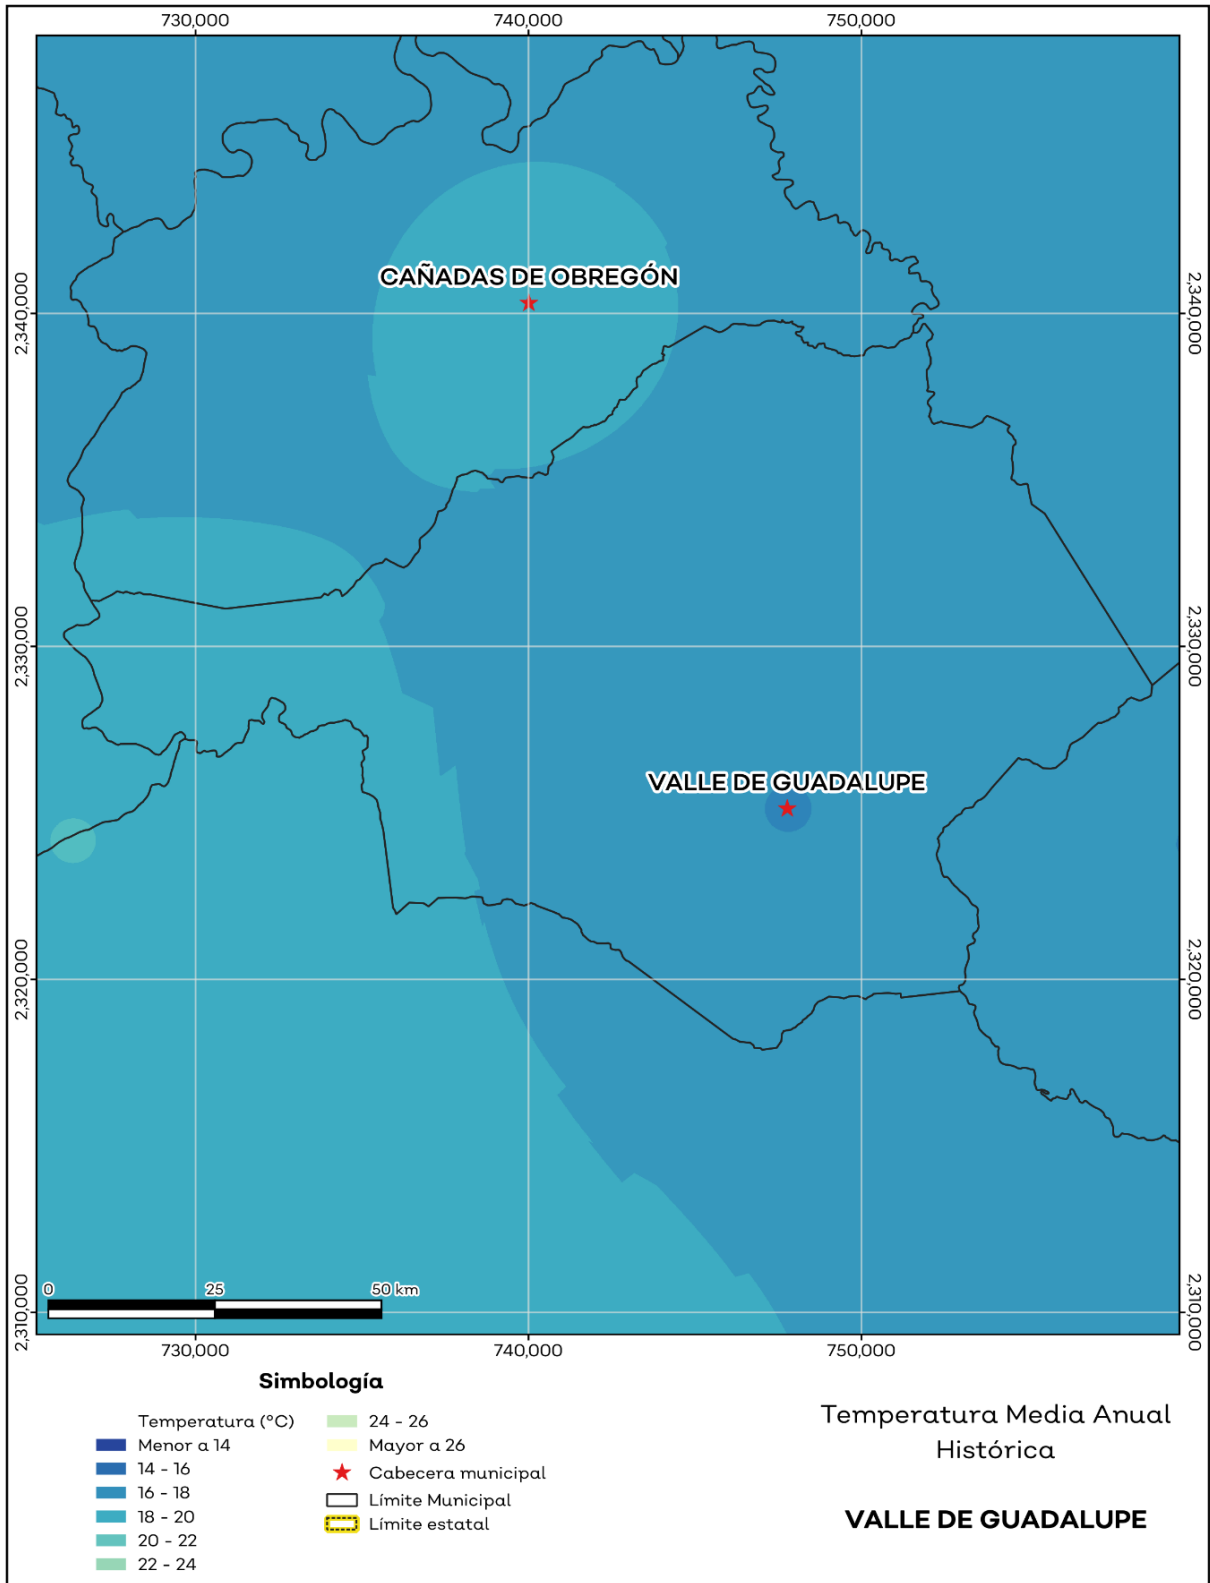 730,000
740,000
750,000
2,340,000
2,340,000
CAÑADAS DE OBREGÓN
2,330,000
2,330,000
VALLE DE GUADALUPE
2,320,000
2,320,000
2,310,000
2,310,000
0
25
50 km
730,000
740,000
750,000
Simbología
Temperatura (°C)
Menor a 14
14 - 16
16 - 18
18 - 20
20 - 22
22 - 24
24 - 26
Mayor a 26
Cabecera municipal
Límite Municipal
Límite estatal
Temperatura Media Anual
Histórica
VALLE DE GUADALUPE